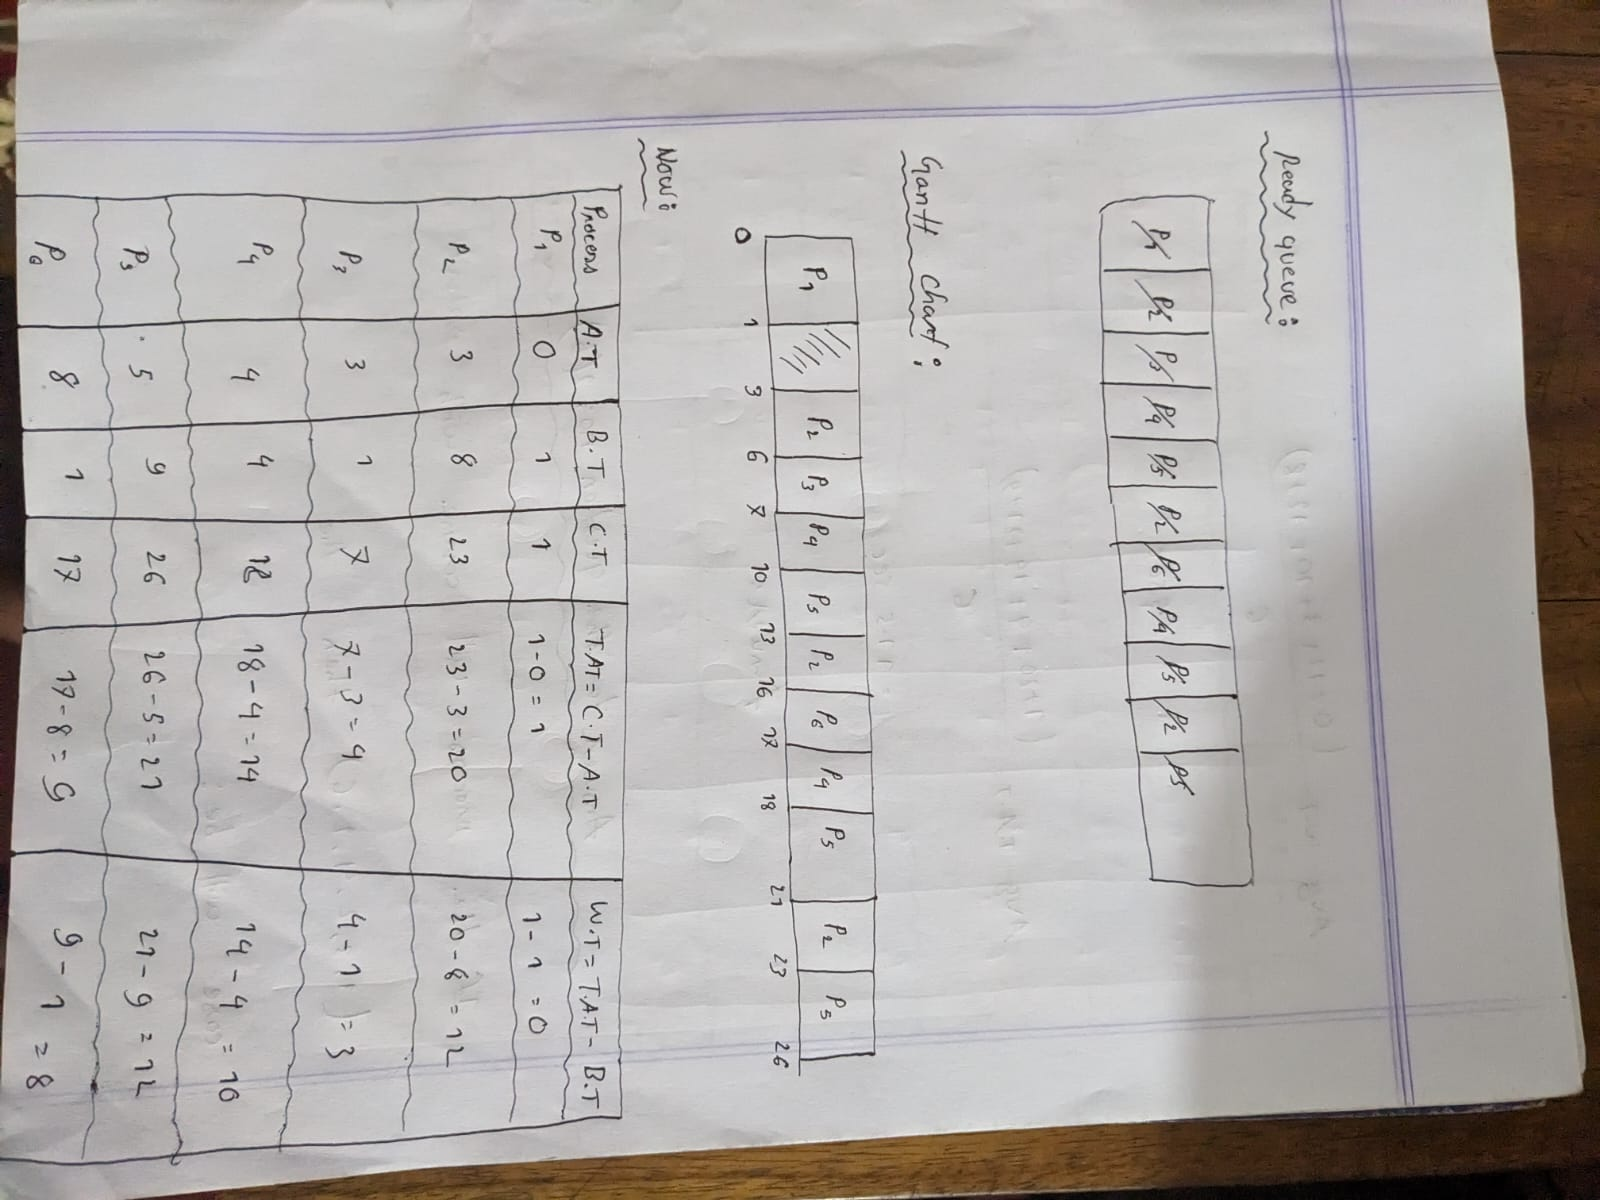 Ready queue:
P1 P2 P3 P4 P5 P2 P6 P4 P5 P2 P5
Gantt chart:
P1 P2 P3 P4 P5 P2 P6 P4 P5 P2 P5
0 1 3 6 7 10 13 16 17 18 21 23 26
Now:
Process A.T B.T C.T T.AT = C.T - A.T W.T = T.A.T - B.T
P1 0 1 1 1-0 = 1 1-1 = 0
P2 3 8 23 23-3 = 20 20-8 = 12
P3 3 1 7 7-3 = 4 4-1 = 3
P4 4 4 18 18-4 = 14 14-4 = 10
P5 5 9 26 26-5 = 21 21-9 = 12
P6 8 1 17 17-8 = 9 9-1 = 8